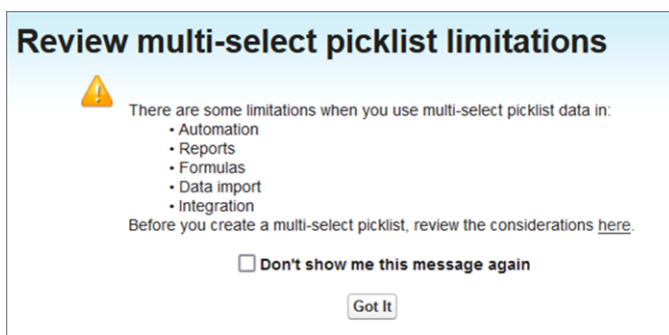 Review multi-select picklist limitations
There are some limitations when you use multi-select picklist data in:
• Automation
• Reports
• Formulas
• Data import
• Integration
Before you create a multi-select picklist, review the considerations here.
Don't show me this message again
Got It